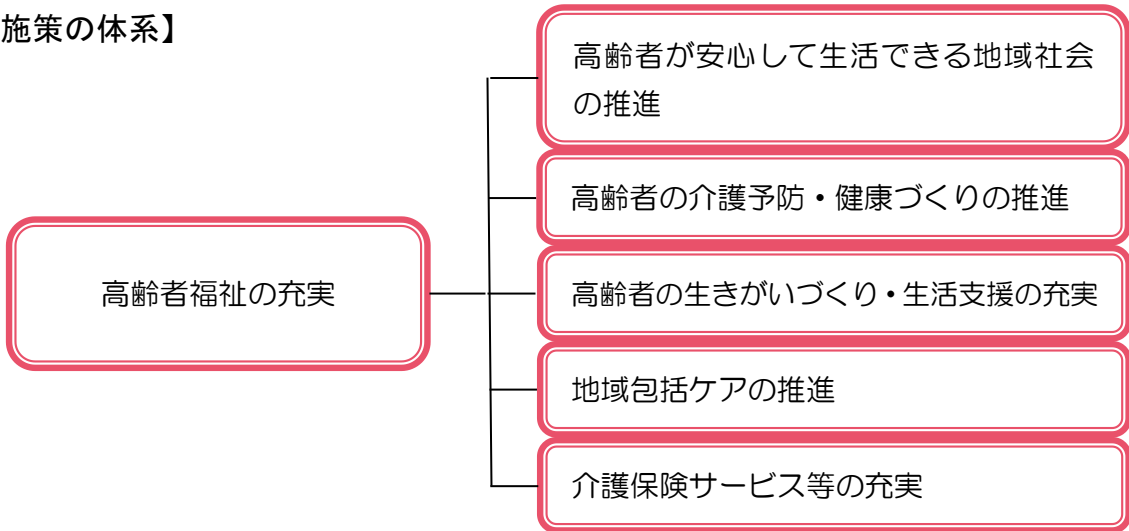 施策の体系】
高齢者が安心して生活できる地域社会
の推進
高齢者の介護予防・健康づくりの推進
高齢者福祉の充実
高齢者の生きがいづくり・生活支援の充実
地域包括ケアの推進
介護保険サービス等の充実